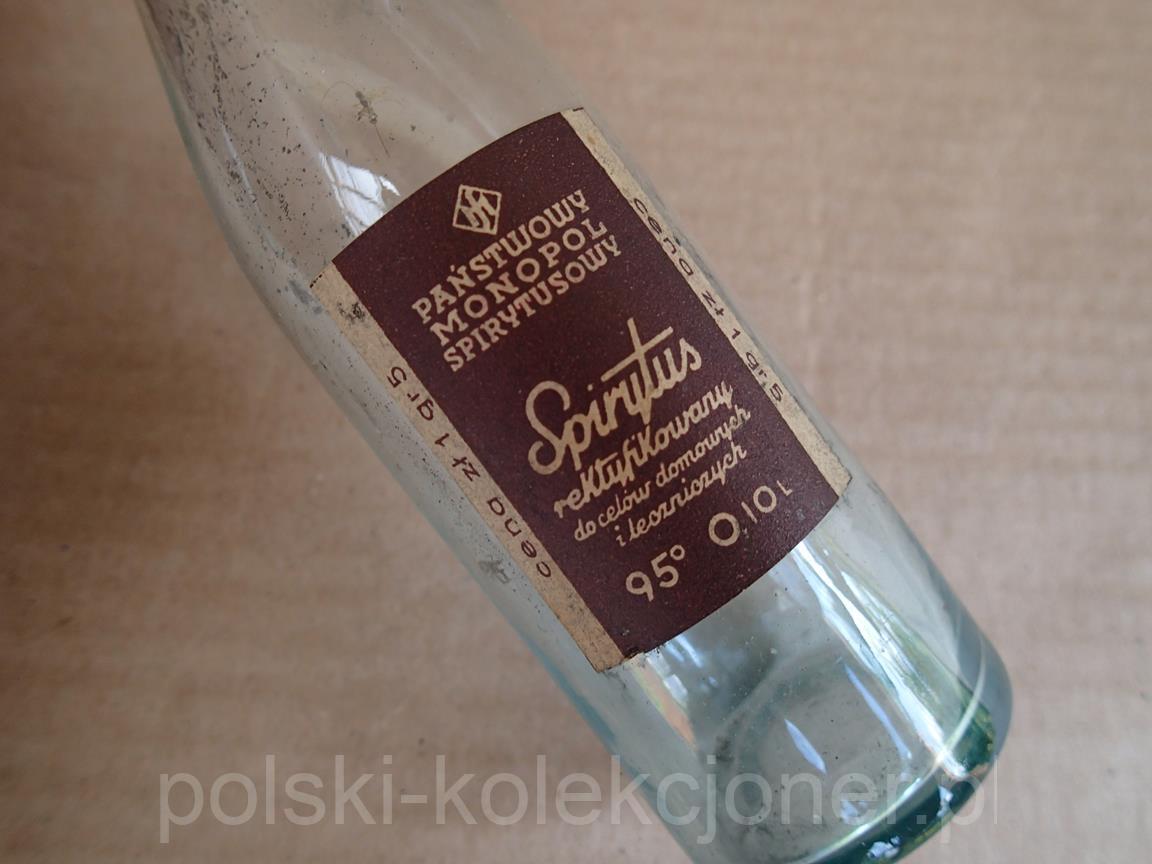 PAŃSTWOWY
MONOPOL
SPIRYTUSOWY
Spirytus
rektyfikowany
do celów domowych
i leczniczych
95° 0,10 L
cena zł 1 gr. 5
cena zł 1 gr. 5
polski-kolekcjoner.pl